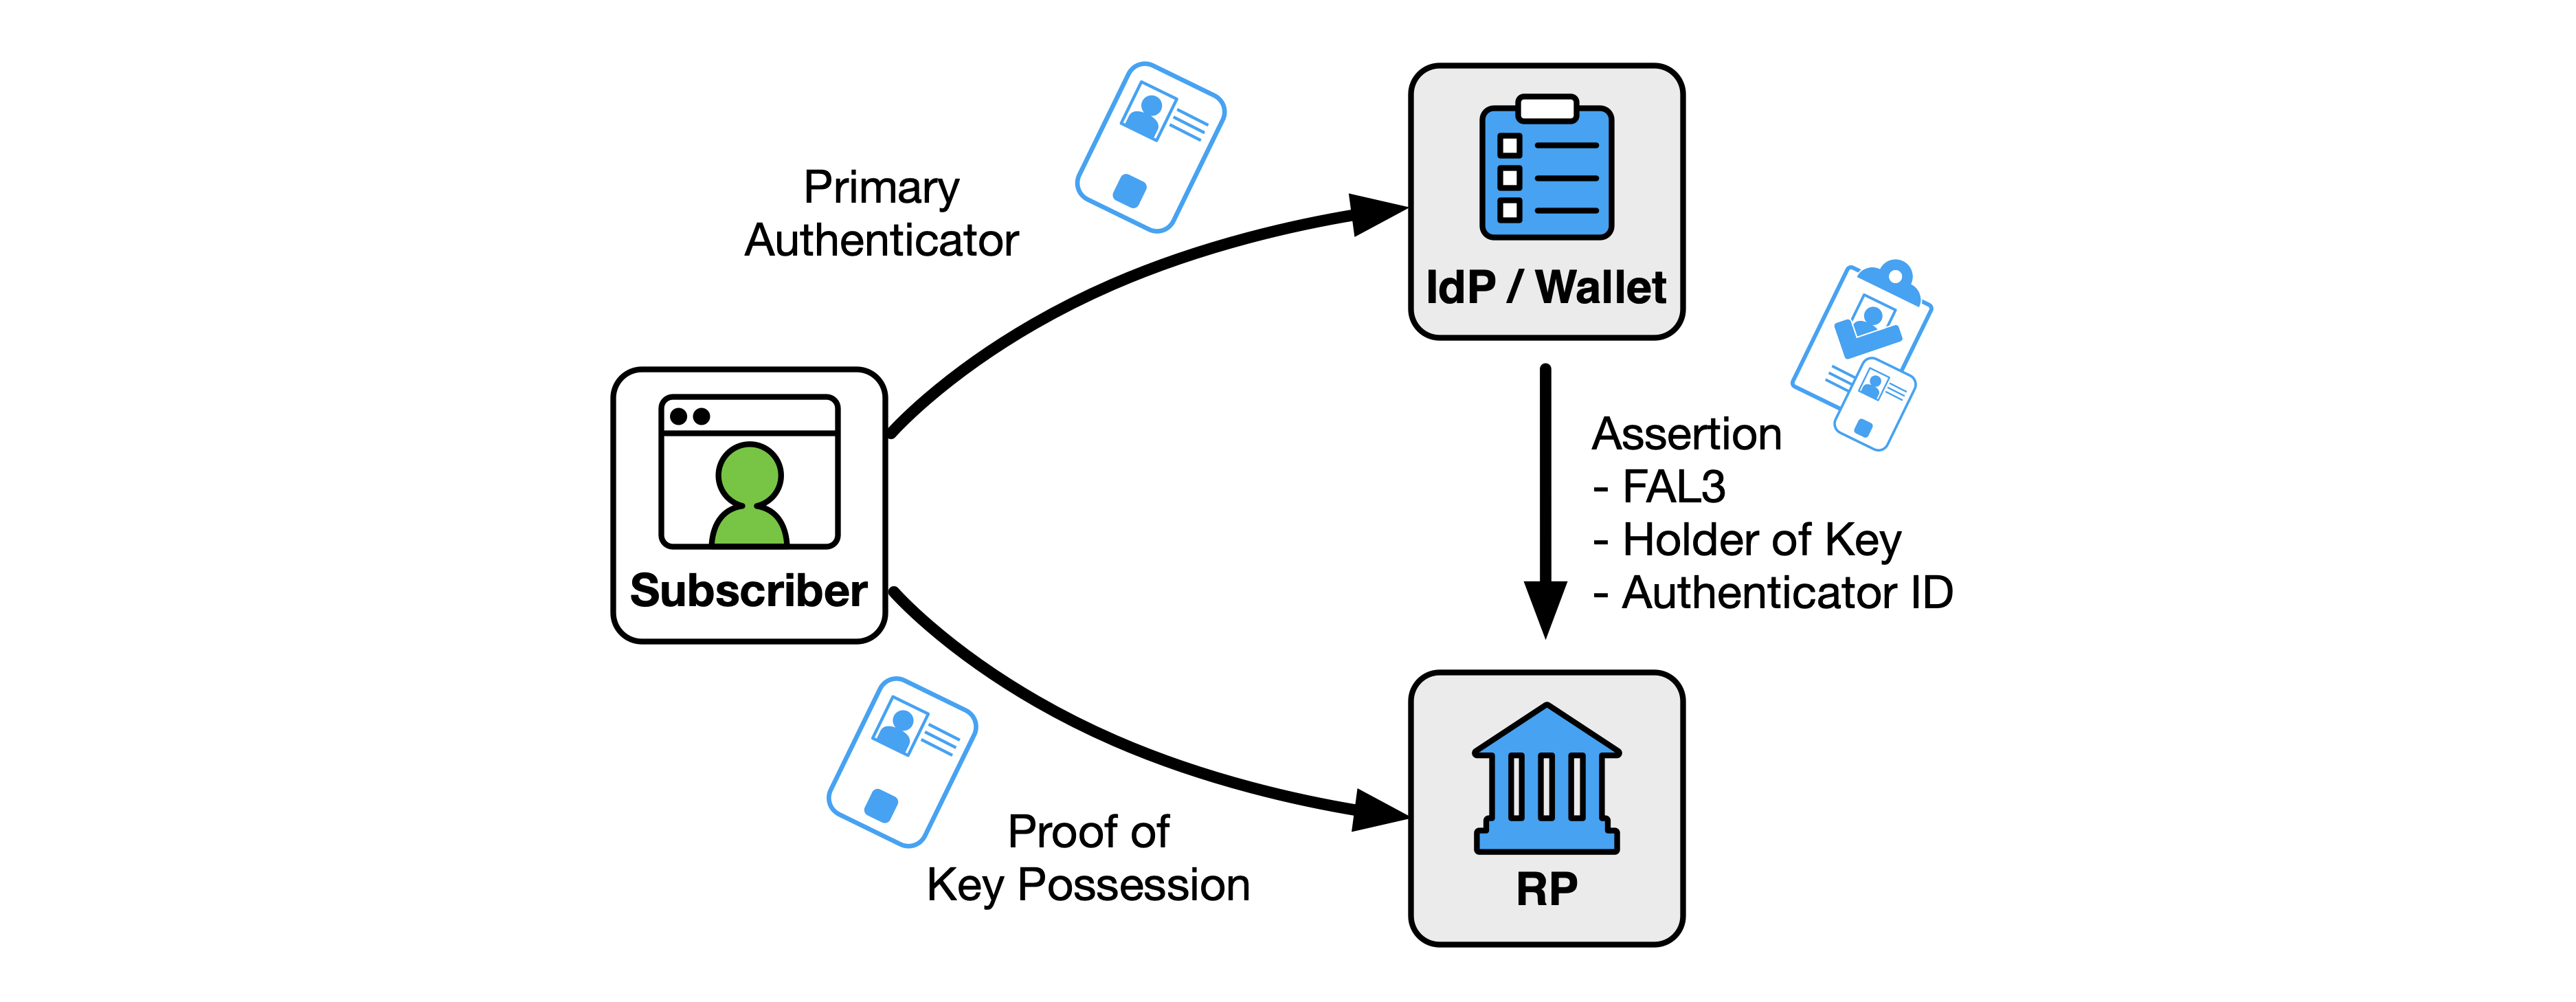 Primary
Authenticator
IdP / Wallet
Subscriber
Assertion
- FAL3
- Holder of Key
- Authenticator ID
Proof of
Key Possession
RP